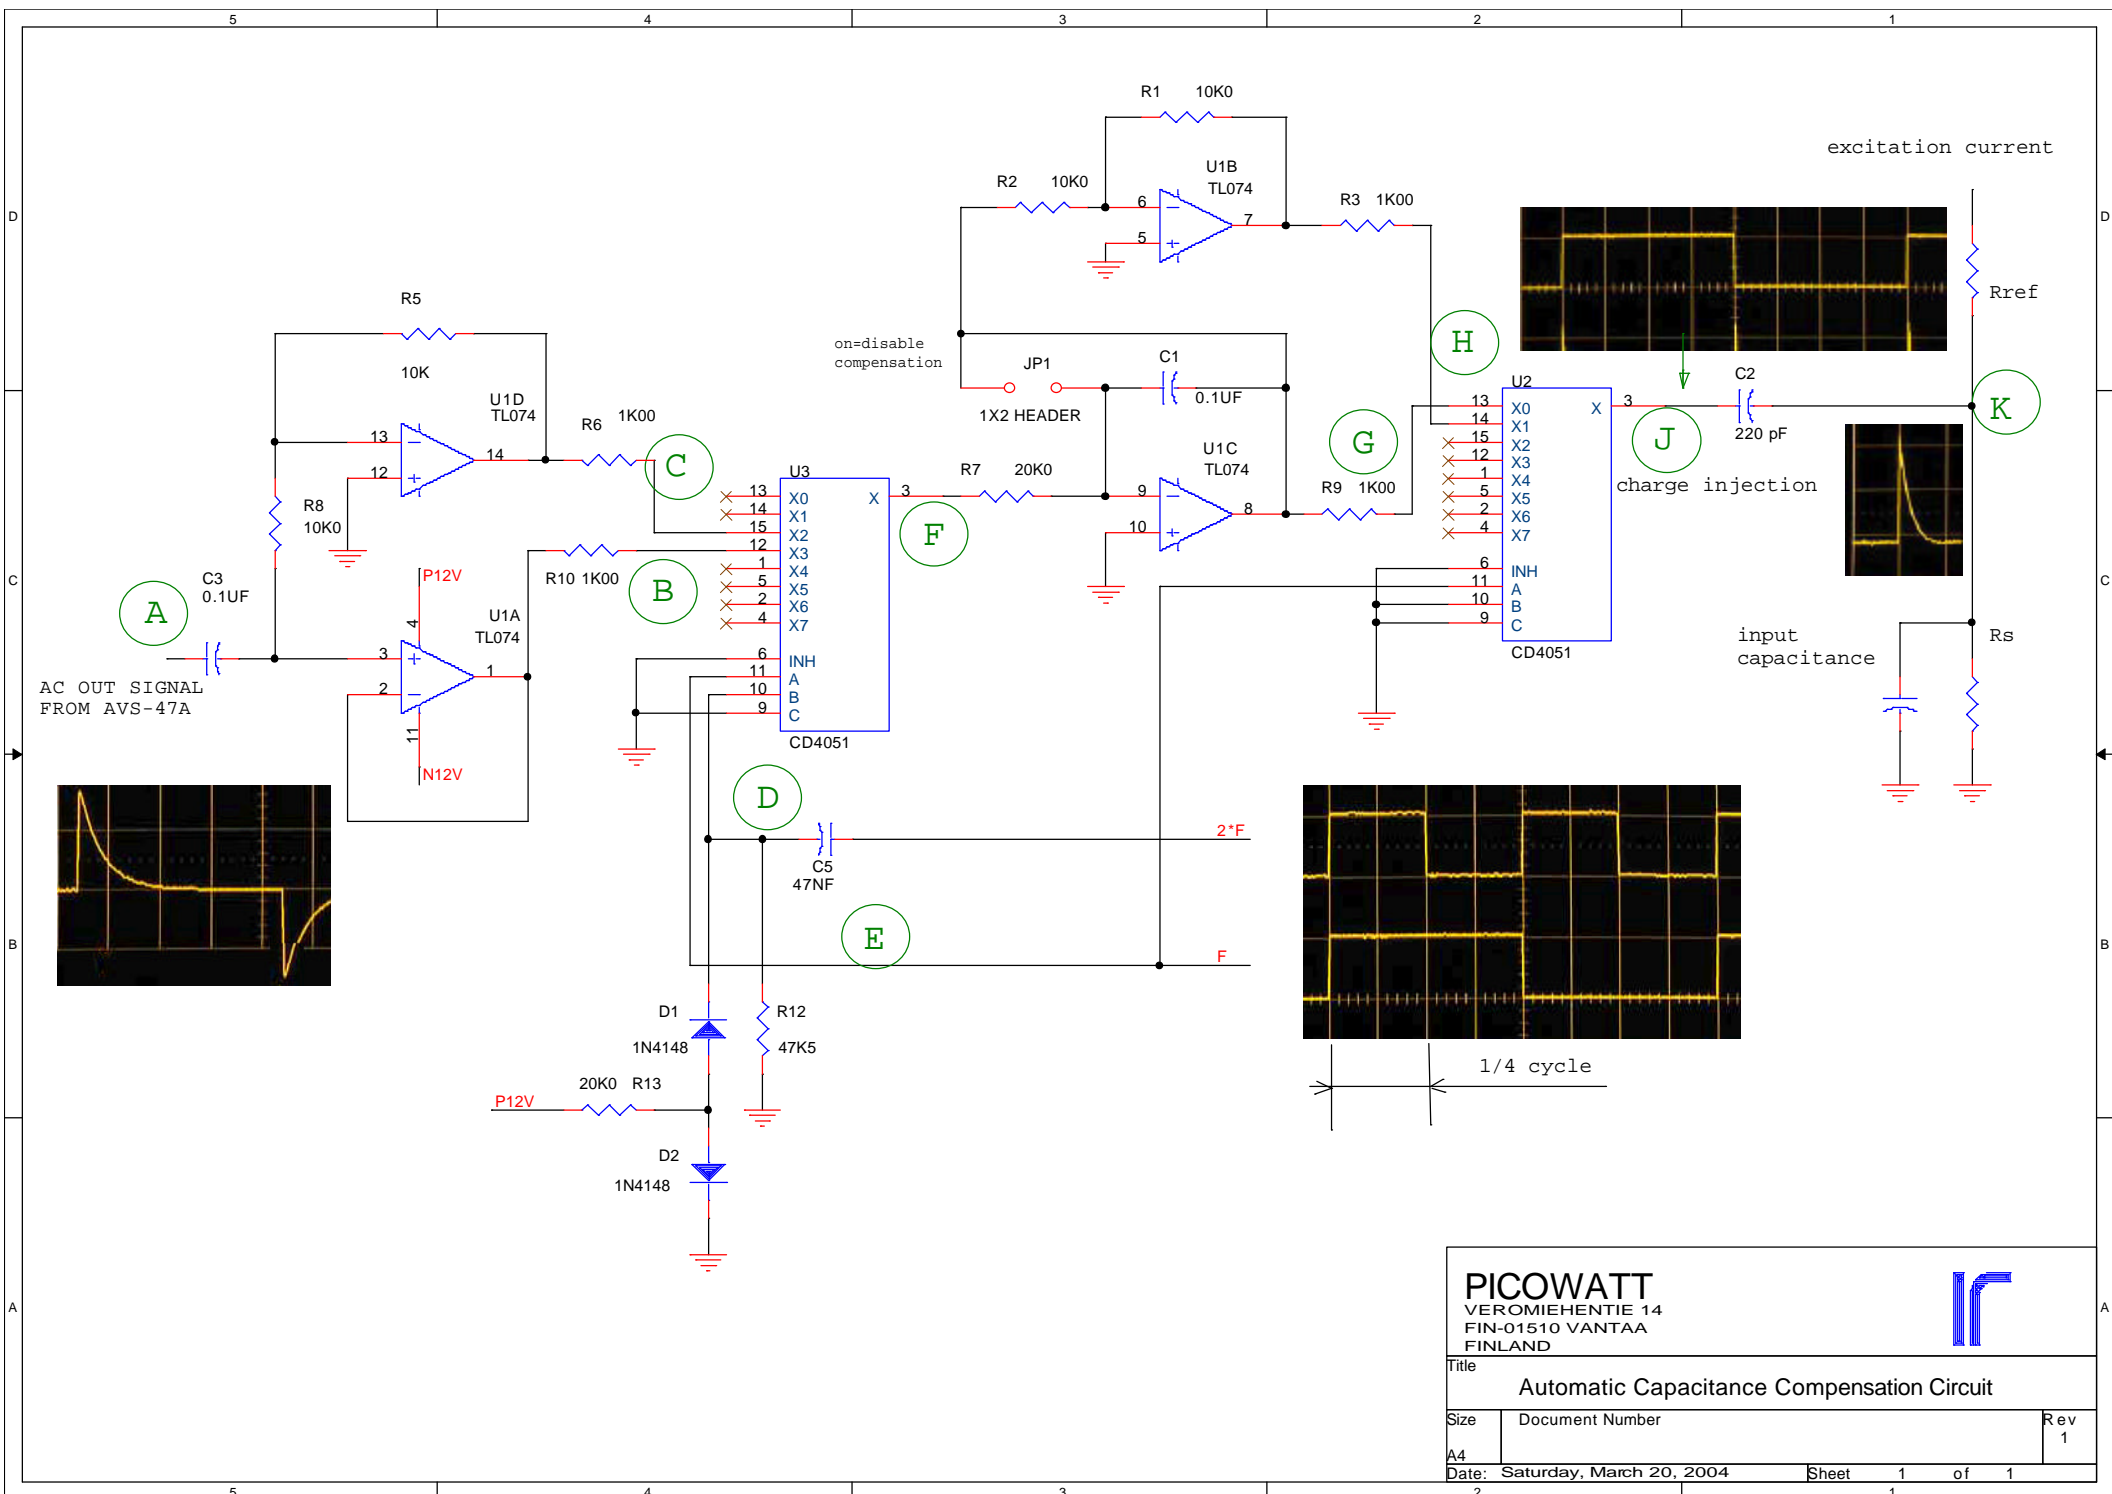 5 4 3 2 1
D
C
B
A
D
C
B
A
R1 10K0
U1B
TL074
R2 10K0
6
5
7
R3 1K00
excitation current
Rref
R5
10K
on=disable
compensation
JP1
1X2 HEADER
C1
0.1UF
H
U2
C2
220 pF
K
U1D
TL074
13
12
14
R6 1K00
C
R8
10K0
U3
13 X0
14 X1
15 X2
12 X3
1 X4
5 X5
2 X6
4 X7
6 INH
11 A
10 B
9 C
X 3
CD4051
F
R7 20K0
9
10
8
U1C
TL074
G
R9 1K00
13 X0
14 X1
15 X2
12 X3
1 X4
5 X5
2 X6
4 X7
6 INH
11 A
10 B
9 C
X 3
CD4051
J
charge injection
R10 1K00
B
A
C3
0.1UF
P12V
U1A
TL074
4
3
2
1
11
N12V
AC OUT SIGNAL
FROM AVS-47A
input
capacitance
Rs
D
C5
47NF
2*F
E
F
D1
1N4148
R12
47K5
20K0 R13
P12V
D2
1N4148
1/4 cycle
PICOWATT
VEROMIEHENTIE 14
FIN-01510 VANTAA
FINLAND
Title
Automatic Capacitance Compensation Circuit
Size Document Number Rev
A4 1
Date: Saturday, March 20, 2004 Sheet 1 of 1
5 4 3 2 1